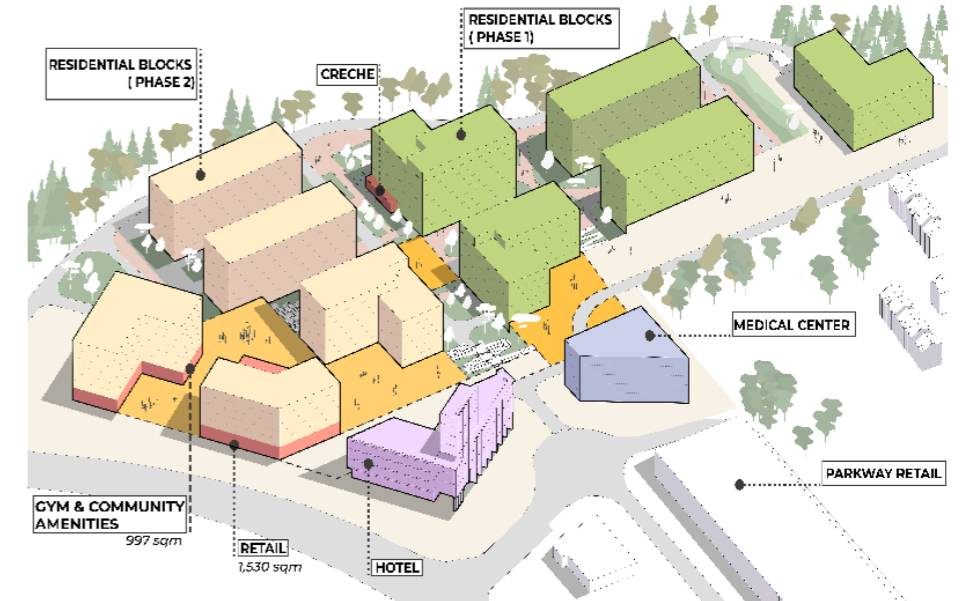 RESIDENTIAL BLOCKS
( PHASE 1)
RESIDENTIAL BLOCKS
( PHASE 2)
CRECHE
MEDICAL CENTER
PARKWAY RETAIL
GYM & COMMUNITY
AMENITIES
997 sqm
RETAIL
1,530 sqm
HOTEL